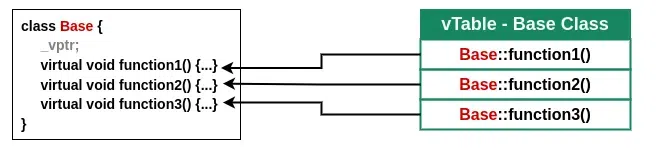 class Base {
_vptr;
virtual void function1() {...}
virtual void function2() {...}
virtual void function3() {...}
}
vTable - Base Class
Base::function1()
Base::function2()
Base::function3()